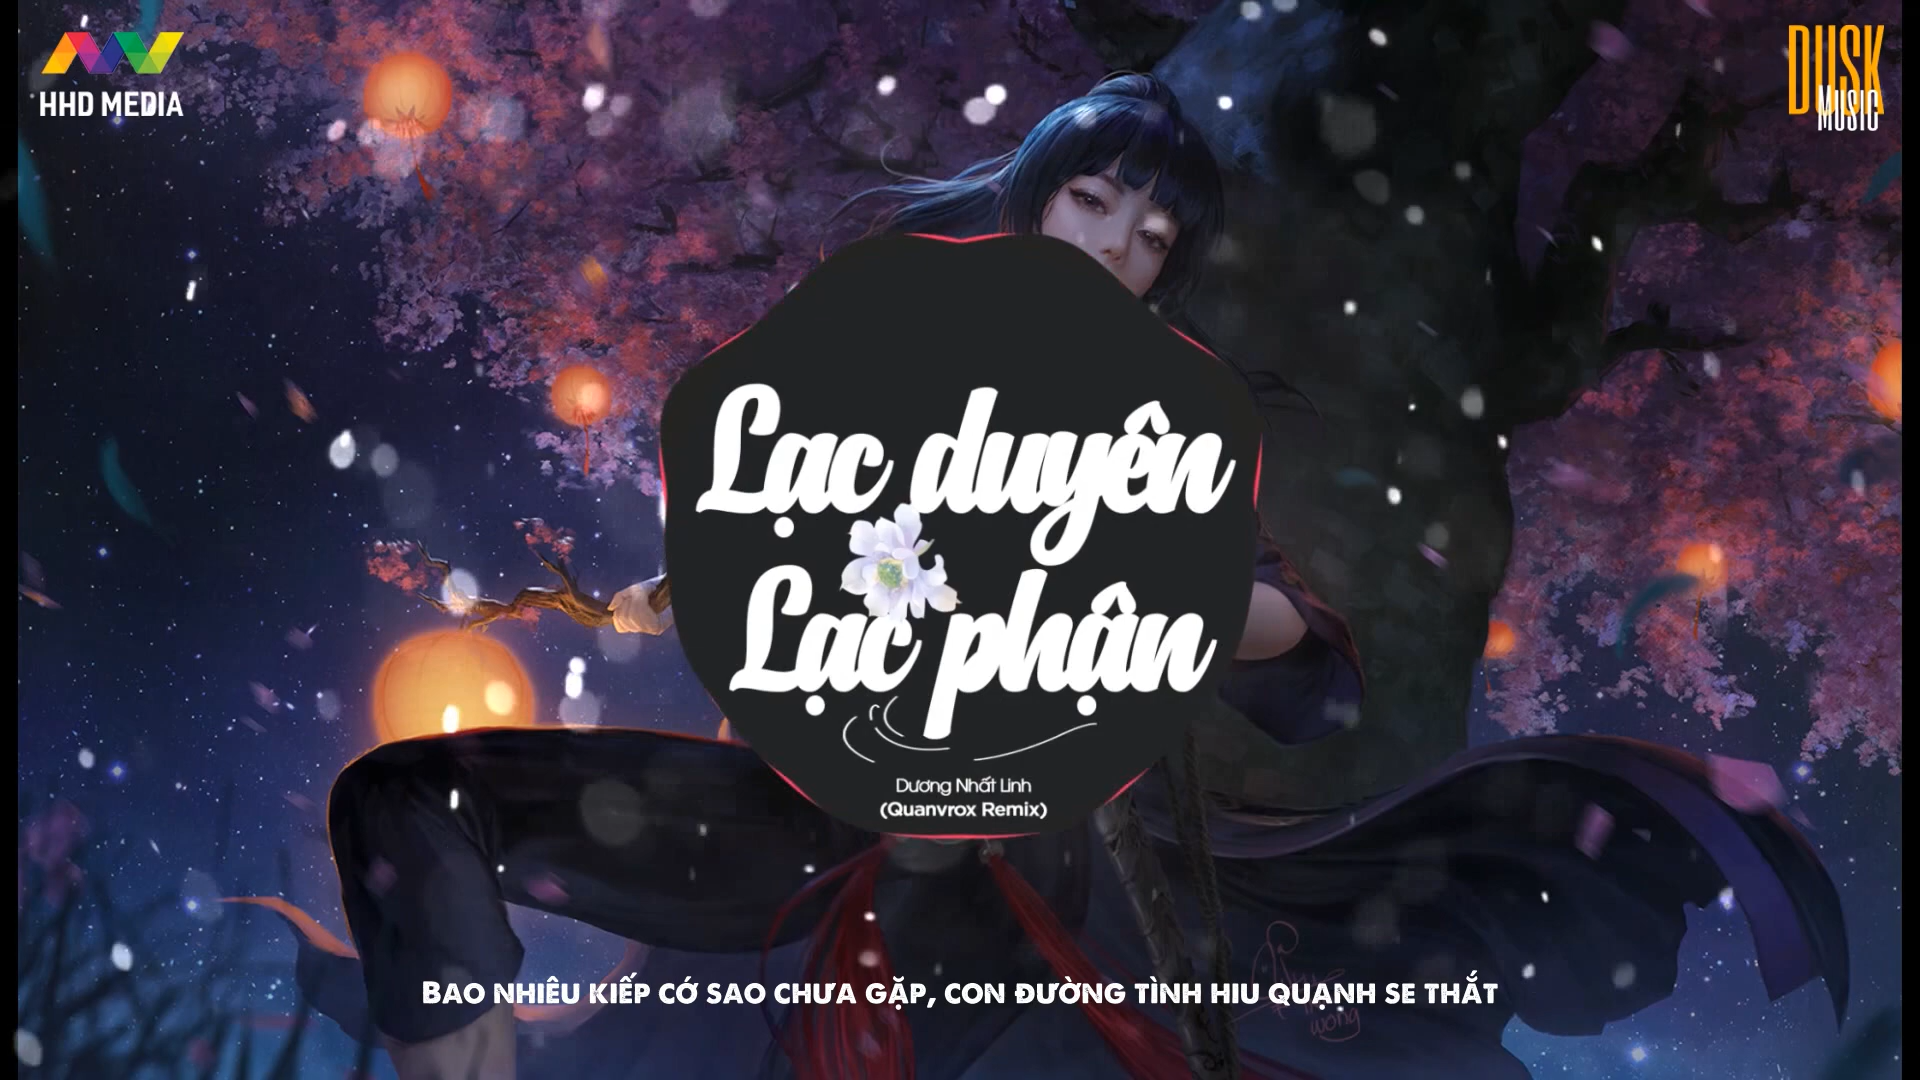 HHD MEDIA
DUSK
MUSIC
Lạc duyên
Lạc phận
Dương Nhất Linh
(Quanvrox Remix)
BAO NHIÊU KIẾP CỚ SAO CHƯA GẶP, CON ĐƯỜNG TÌNH HIU QUẠNH SE THẮT
wong